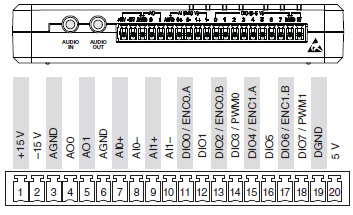 AUDIO
IN
AUDIO
OUT
+15 V
–15 V
AGND
AO0
AO1
AGND
AI0+
AI0–
AI1+
AI1–
DIO0 / ENC0.A
DIO1
DIO2 / ENC0.B
DIO3 / PWM0
DIO4 / ENC1.A
DIO5
DIO6 / ENC1.B
DIO7 / PWM1
DGND
5 V
1 2 3 4 5 6 7 8 9 10 11 12 13 14 15 16 17 18 19 20